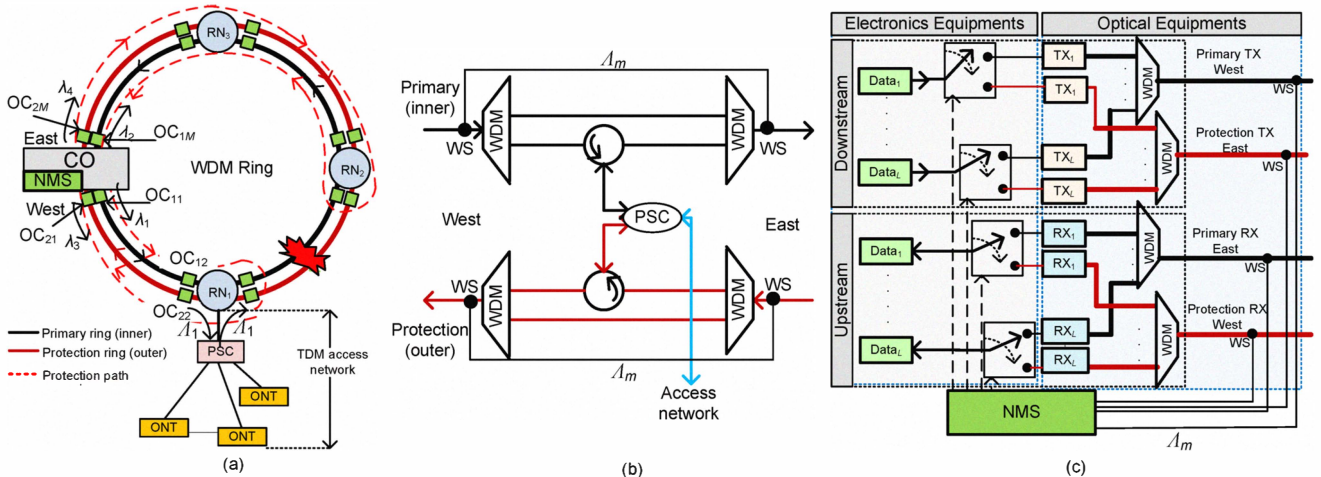 RN3
λ4
OC2M
East
λ2
OC1M
CO
NMS
WDM Ring
RN2
West
OC11
λ1
OC21
λ3
OC12
RN1
OC22
Λ1
Λ1
PSC
TDM access
network
ONT
ONT
ONT
Primary ring (inner)
Protection ring (outer)
Protection path
(a)
Λm
Primary
(inner)
WS
WDM
WDM
WS
West
PSC
East
WS
WDM
WDM
WS
Protection
(outer)
Λm
Access
network
(b)
Electronics Equipments
Optical Equipments
Downstream
Data1
TX1
TX1
WDM
Primary TX
West
WS
Protection TX
East
WS
DataL
TXL
TXL
WDM
Upstream
Data1
RX1
RX1
WDM
Primary RX
East
WS
Protection RX
West
WS
DataL
RXL
RXL
WDM
NMS
Λm
(c)